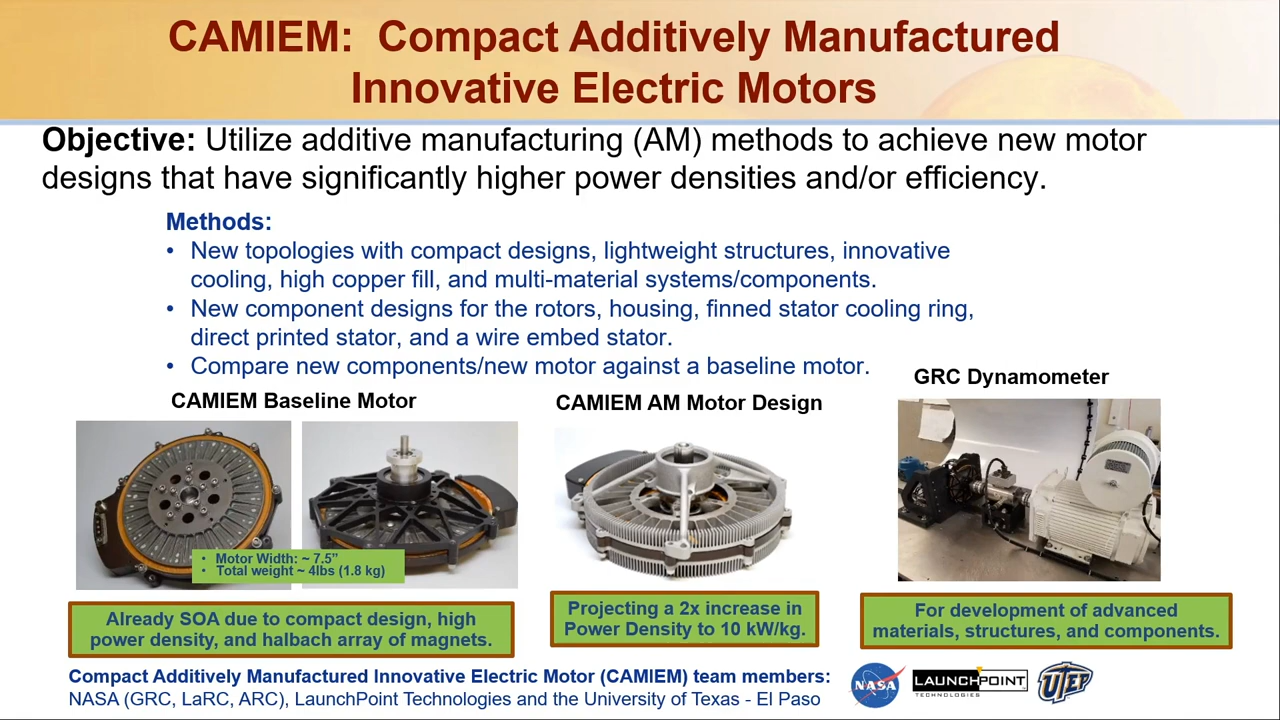 CAMIEM: Compact Additively Manufactured
Innovative Electric Motors
Objective: Utilize additive manufacturing (AM) methods to achieve new motor
designs that have significantly higher power densities and/or efficiency.
Methods:
• New topologies with compact designs, lightweight structures, innovative
cooling, high copper fill, and multi-material systems/components.
• New component designs for the rotors, housing, finned stator cooling ring,
direct printed stator, and a wire embed stator.
• Compare new components/new motor against a baseline motor.
CAMIEM Baseline Motor
CAMIEM AM Motor Design
GRC Dynamometer
• Motor Width: ~ 7.5"
• Total weight ~ 4lbs (1.8 kg)
Already SOA due to compact design, high
power density, and halbach array of magnets.
Projecting a 2x increase in
Power Density to 10 kW/kg.
For development of advanced
materials, structures, and components.
Compact Additively Manufactured Innovative Electric Motor (CAMIEM) team members:
NASA (GRC, LaRC, ARC), LaunchPoint Technologies and the University of Texas - El Paso
NASA
LAUNCHPOINT
TECHNOLOGIES
UTEP